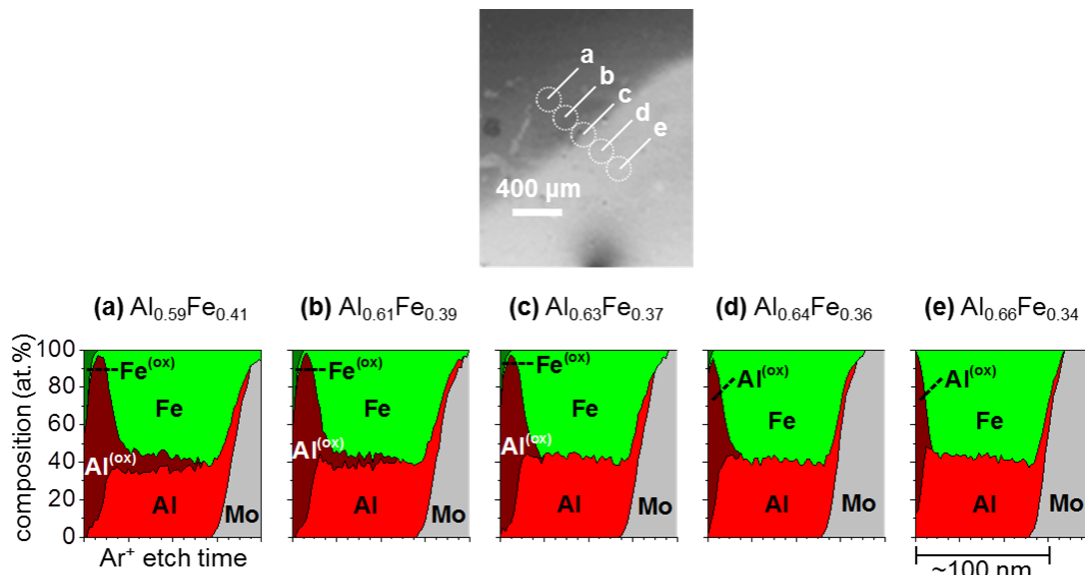 a
b
c
d
e
400 µm
(a) Al0.59Fe0.41
(b) Al0.61Fe0.39
(c) Al0.63Fe0.37
(d) Al0.64Fe0.36
(e) Al0.66Fe0.34
composition (at.%)
100
80
60
40
20
0
Fe(ox)
Fe
Al(ox)
Al
Mo
Fe(ox)
Fe
Al(ox)
Al
Mo
Fe(ox)
Fe
Al(ox)
Al
Mo
Al(ox)
Fe
Al
Mo
Al(ox)
Fe
Al
Mo
Ar+ etch time
~100 nm